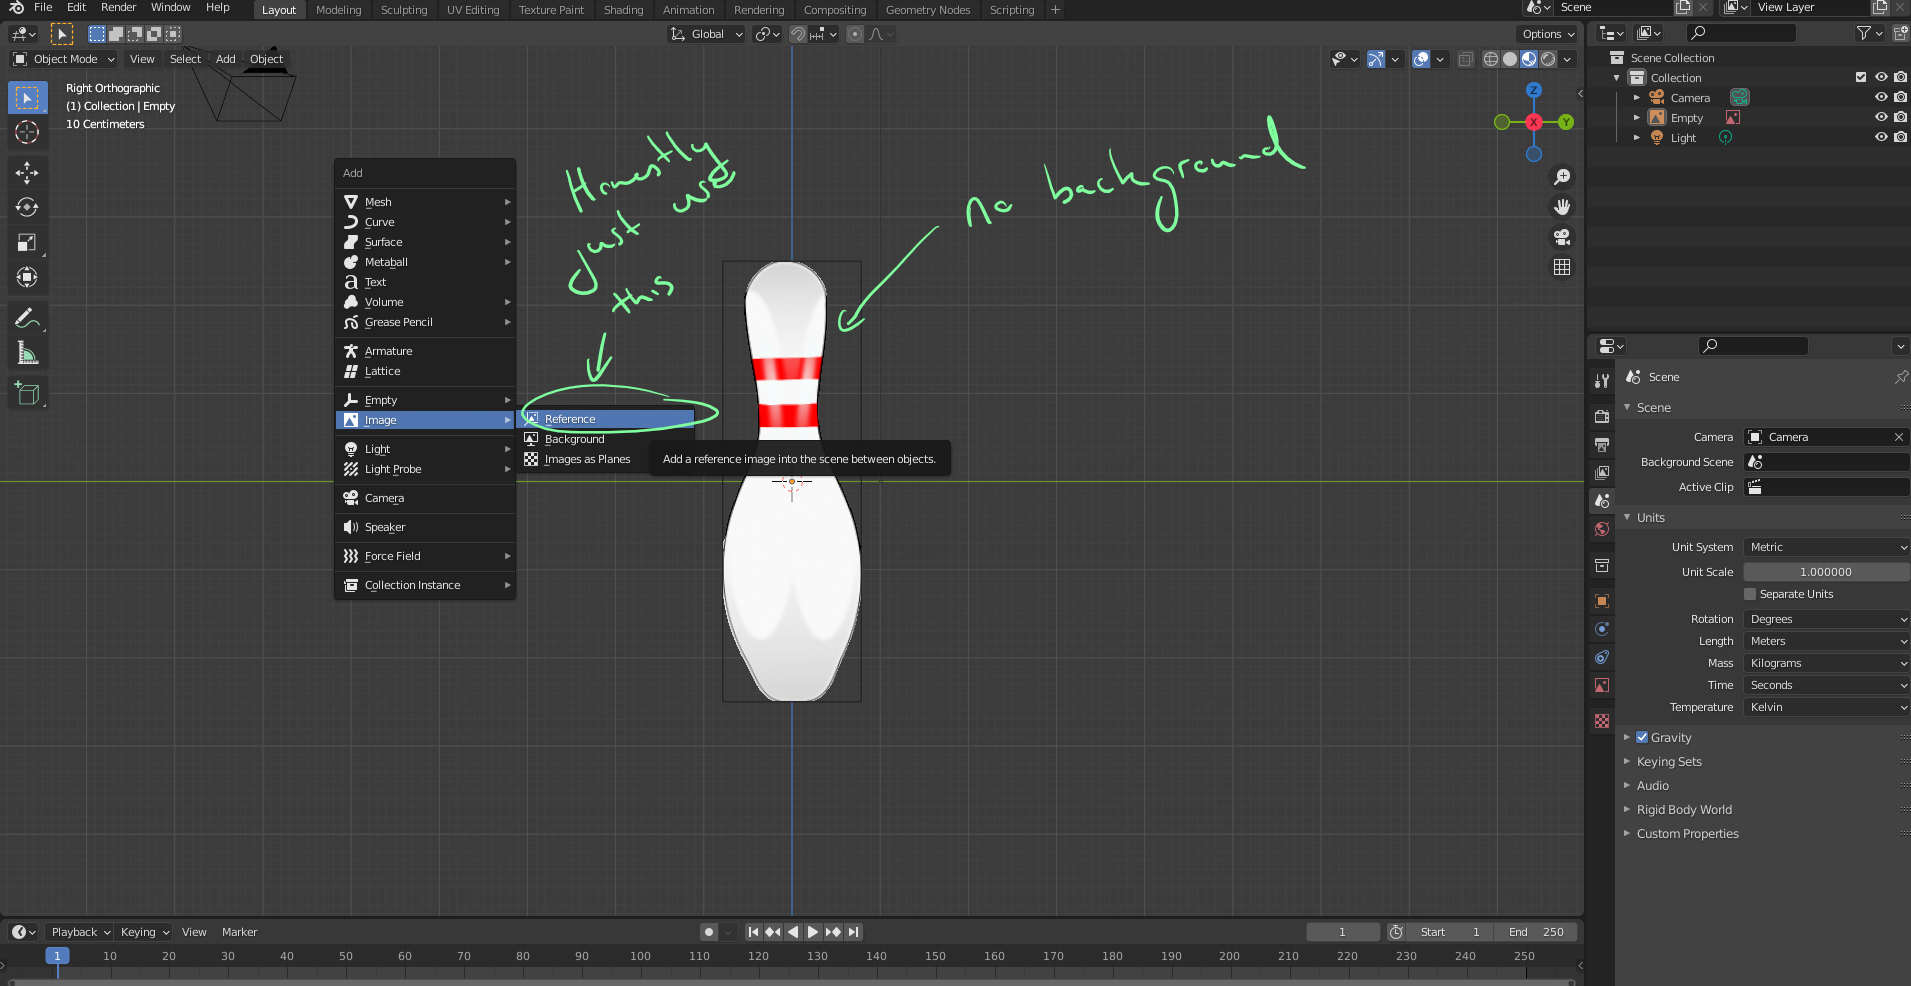 File Edit Render Window Help Layout Modeling Sculpting UV Editing Texture Paint Shading Animation Rendering Compositing Geometry Nodes Scripting + Scene View Layer
Global Options
Object Mode View Select Add Object
Right Orthographic
(1) Collection | Empty
10 Centimeters
Z
X
Y
Honestly
just use
this
no background
Add
Mesh
Curve
Surface
Metaball
Text
Volume
Grease Pencil
Armature
Lattice
Empty
Image
Light
Light Probe
Camera
Speaker
Force Field
Collection Instance
Reference
Background
Images as Planes
Add a reference image into the scene between objects.
Scene Collection
Collection
Camera
Empty
Light
Scene
Scene
Camera Camera
Background Scene
Active Clip
Units
Unit System Metric
Unit Scale 1.000000
Separate Units
Rotation Degrees
Length Meters
Mass Kilograms
Time Seconds
Temperature Kelvin
Gravity
Keying Sets
Audio
Rigid Body World
Custom Properties
Playback Keying View Marker 1 Start 1 End 250
1 10 20 30 40 50 60 70 80 90 100 110 120 130 140 150 160 170 180 190 200 210 220 230 240 250